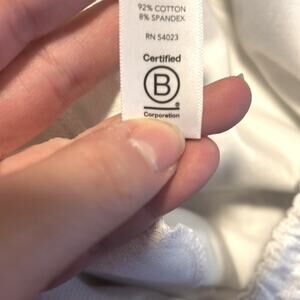 92% COTTON
8% SPANDEX
RN 54023
Certified
B
Corporation